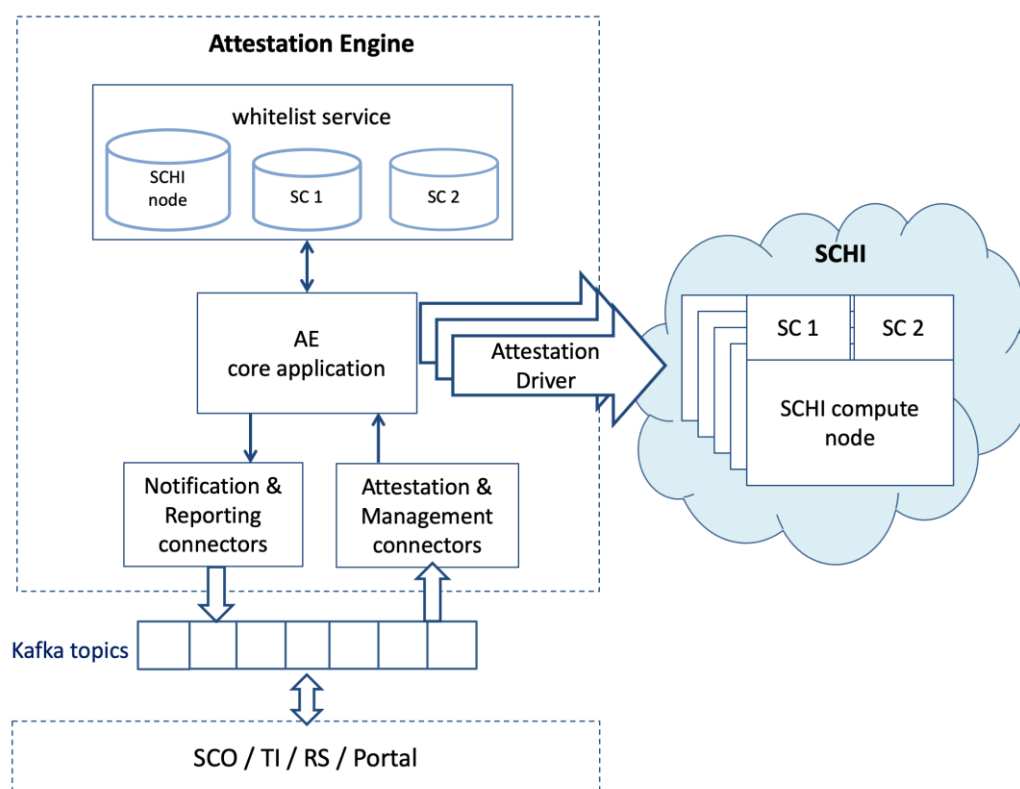 Attestation Engine
whitelist service
SCHI
node
SC 1
SC 2
AE
core application
Attestation
Driver
SCHI
SC 1
SC 2
SCHI compute
node
Notification &
Reporting
connectors
Attestation &
Management
connectors
Kafka topics
SCO / TI / RS / Portal